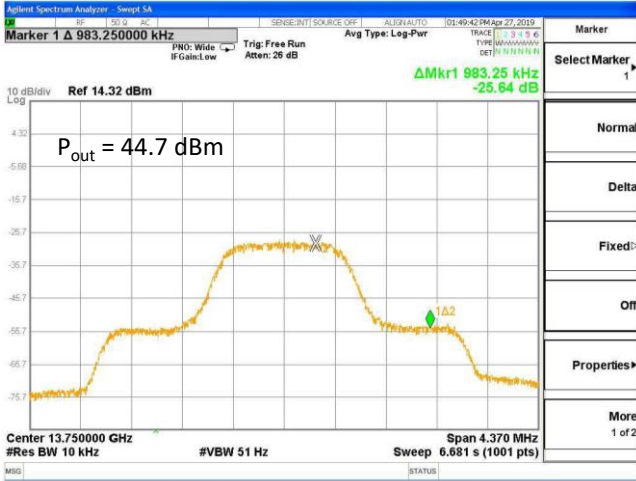 Agilent Spectrum Analyzer - Swept SA
RF 50 Ω AC SENSE:INT SOURCE OFF ALIGN AUTO 01:49:42 PM Apr 27, 2019
Marker 1 Δ 983.250000 kHz
PNO: Wide
IFGain:Low
Trig: Free Run
Atten: 26 dB
Avg Type: Log-Pwr
TRACE 1 2 3 4 5 6
TYPE
DET N N N N N N
ΔMkr1 983.25 kHz
-25.64 dB
10 dB/div Ref 14.32 dBm
Log
Pout = 44.7 dBm
4.32
-5.68
-15.7
-25.7
-35.7
-45.7
-55.7
-65.7
-75.7
X
1Δ2
Center 13.750000 GHz
Span 4.370 MHz
#Res BW 10 kHz
#VBW 51 Hz
Sweep 6.681 s (1001 pts)
MSG
STATUS
Marker
Select Marker
1
Normal
Delta
Fixed
Off
Properties
More
1 of 2